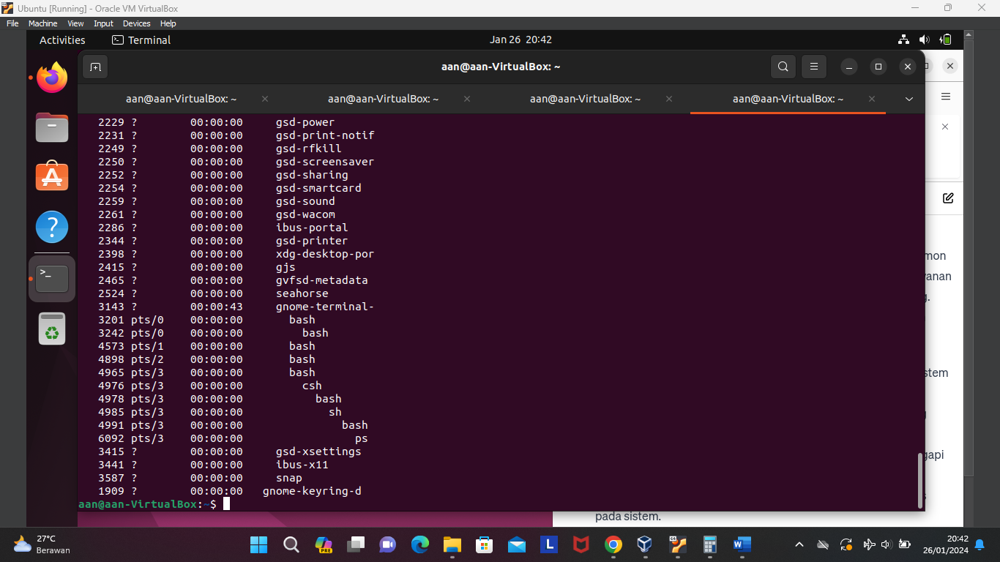 Ubuntu [Running] - Oracle VM VirtualBox
File Machine View Input Devices Help
Activities Terminal Jan 26 20:42
aan@aan-VirtualBox: ~
aan@aan-VirtualBox: ~ aan@aan-VirtualBox: ~ aan@aan-VirtualBox: ~ aan@aan-VirtualBox: ~
2229 ? 00:00:00 gsd-power
2231 ? 00:00:00 gsd-print-notif
2249 ? 00:00:00 gsd-rfkill
2250 ? 00:00:00 gsd-screensaver
2252 ? 00:00:00 gsd-sharing
2254 ? 00:00:00 gsd-smartcard
2259 ? 00:00:00 gsd-sound
2261 ? 00:00:00 gsd-wacom
2286 ? 00:00:00 ibus-portal
2344 ? 00:00:00 gsd-printer
2398 ? 00:00:00 xdg-desktop-por
2415 ? 00:00:00 gjs
2465 ? 00:00:00 gvfsd-metadata
2524 ? 00:00:00 seahorse
3143 ? 00:00:43 gnome-terminal-
3201 pts/0 00:00:00 bash
3242 pts/0 00:00:00 bash
4573 pts/1 00:00:00 bash
4898 pts/2 00:00:00 bash
4965 pts/3 00:00:00 bash
4976 pts/3 00:00:00 csh
4978 pts/3 00:00:00 bash
4985 pts/3 00:00:00 sh
4991 pts/3 00:00:00 bash
6092 pts/3 00:00:00 ps
3415 ? 00:00:00 gsd-xsettings
3441 ? 00:00:00 ibus-x11
3587 ? 00:00:00 snap
1909 ? 00:00:00 gnome-keyring-d
aan@aan-VirtualBox:~$
mon
anan
stem
gapi
pada sistem.
27°C
Berawan
PRE
L
W
20:42
26/01/2024